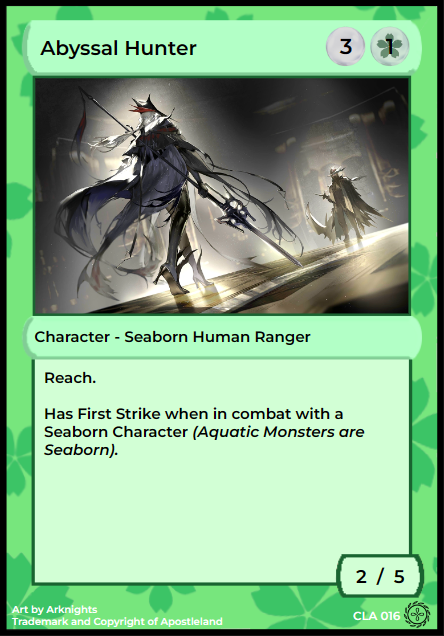 Abyssal Hunter 3 1
Character - Seaborn Human Ranger
Reach.
Has First Strike when in combat with a
Seaborn Character (Aquatic Monsters are
Seaborn).
2 / 5
Art by Arknights
Trademark and Copyright of Apostleland
CLA 016